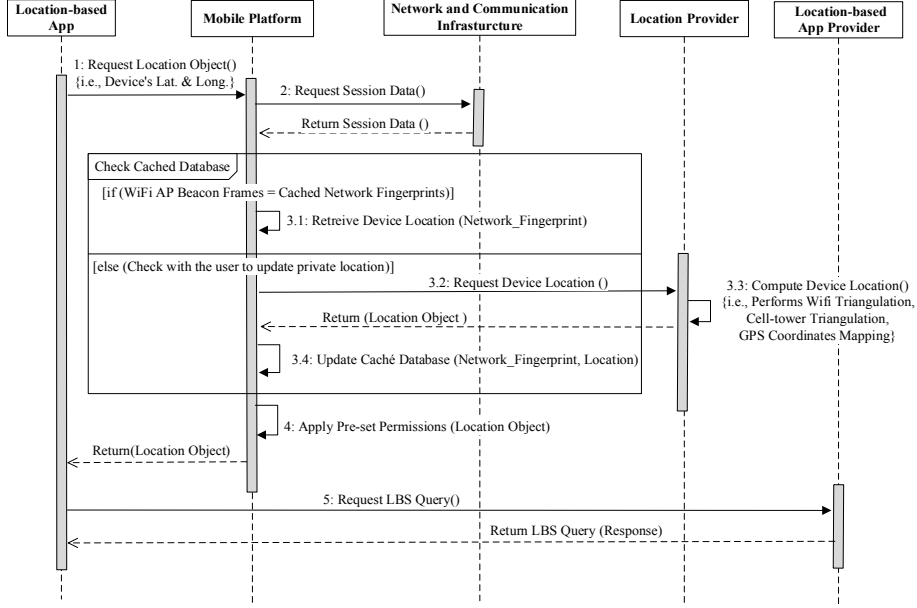 Location-based
App
Mobile Platform
Network and Communication
Infrasturcture
Location Provider
Location-based
App Provider
1: Request Location Object()
{i.e., Device's Lat. & Long.}
2: Request Session Data()
Return Session Data ()
Check Cached Database
[if (WiFi AP Beacon Frames = Cached Network Fingerprints)]
3.1: Retreive Device Location (Network_Fingerprint)
[else (Check with the user to update private location)]
3.2: Request Device Location ()
3.3: Compute Device Location()
{i.e., Performs Wifi Triangulation,
Cell-tower Triangulation,
GPS Coordinates Mapping}
Return (Location Object )
3.4: Update Caché Database (Network_Fingerprint, Location)
4: Apply Pre-set Permissions (Location Object)
Return(Location Object)
5: Request LBS Query()
Return LBS Query (Response)